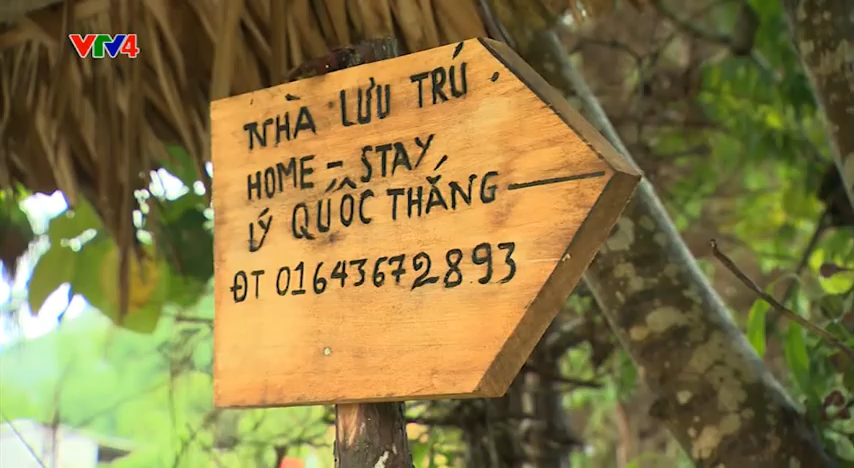 VTV4
NHÀ LƯU TRÚ
HOME - STAY
LÝ QUỐC THẮNG
ĐT 01643672893